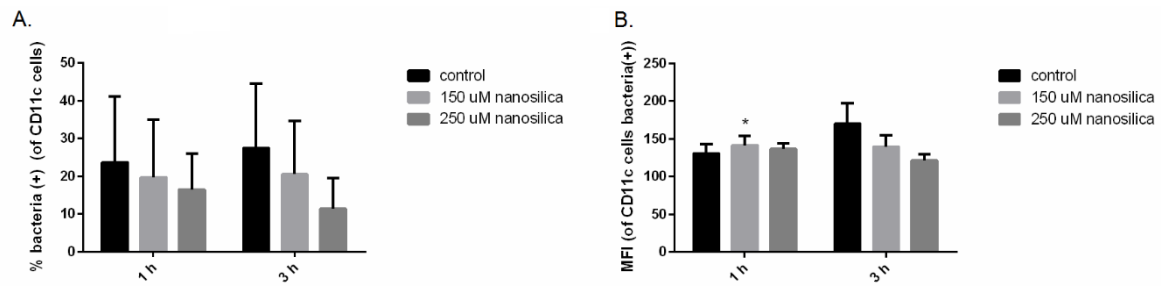 A.
% bacteria (+) (of CD11c cells)
50
40
30
20
10
0
1 h
3 h
control
150 uM nanosilica
250 uM nanosilica
B.
MFI (of CD11c cells bacteria(+))
250
200
150
100
50
0
*
1 h
3 h
control
150 uM nanosilica
250 uM nanosilica